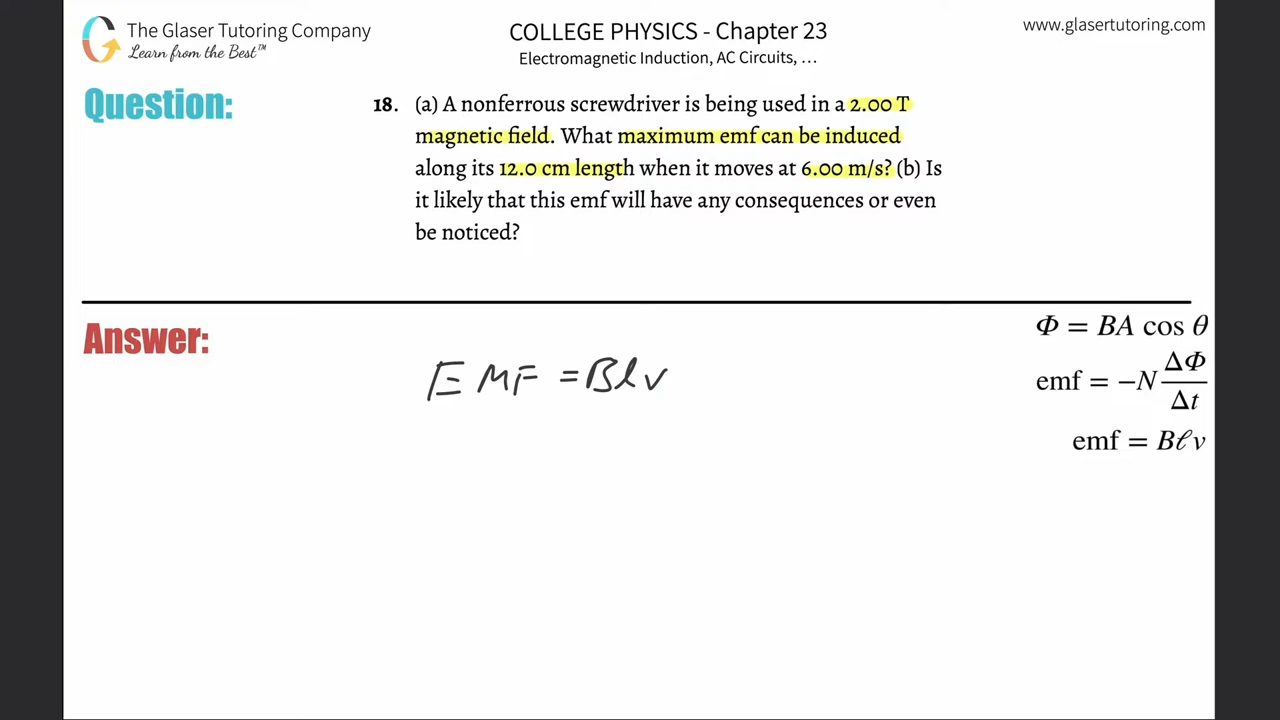 The Glaser Tutoring Company
Learn from the Best™
COLLEGE PHYSICS - Chapter 23
Electromagnetic Induction, AC Circuits, …
www.glasertutoring.com
Question:
18. (a) A nonferrous screwdriver is being used in a 2.00 T
magnetic field. What maximum emf can be induced
along its 12.0 cm length when it moves at 6.00 m/s? (b) Is
it likely that this emf will have any consequences or even
be noticed?
Answer:
EMF = Blv
Φ = BA cos θ
emf = −N ΔΦ/Δt
emf = Bℓv